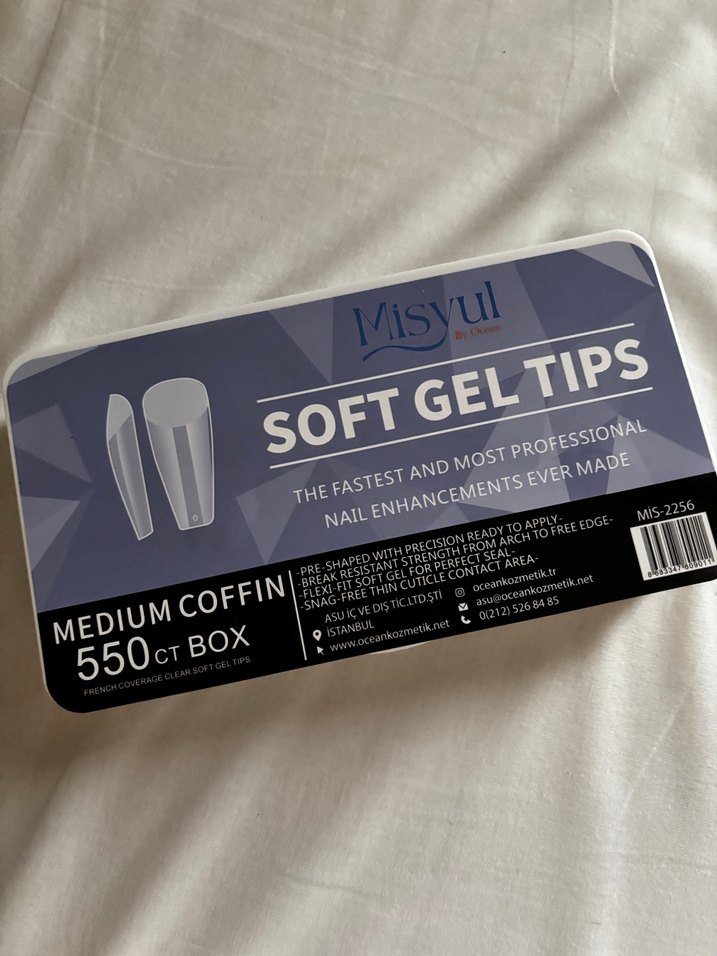 Misyul
By Ocean
SOFT GEL TIPS
THE FASTEST AND MOST PROFESSIONAL
NAIL ENHANCEMENTS EVER MADE
0
MEDIUM COFFIN
550 CT BOX
FRENCH COVERAGE CLEAR SOFT GEL TIPS
-PRE-SHAPED WITH PRECISION READY TO APPLY-
-BREAK RESISTANT STRENGTH FROM ARCH TO FREE EDGE-
-FLEXI-FIT SOFT GEL FOR PERFECT SEAL-
-SNAG-FREE THIN CUTICLE CONTACT AREA-
ASU İÇ VE DIŞ TİC.LTD.ŞTİ
İSTANBUL
www.oceankozmetik.net
oceankozmetik.tr
asu@oceankozmetik.net
0(212) 526 84 85
MİS-2256